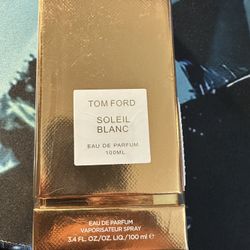 TOM FORD
SOLEIL
BLANC
EAU DE PARFUM
100ML
EAU DE PARFUM
VAPORISATEUR SPRAY
3.4 FL. OZ/OZ. LIQ./100 ml ℮